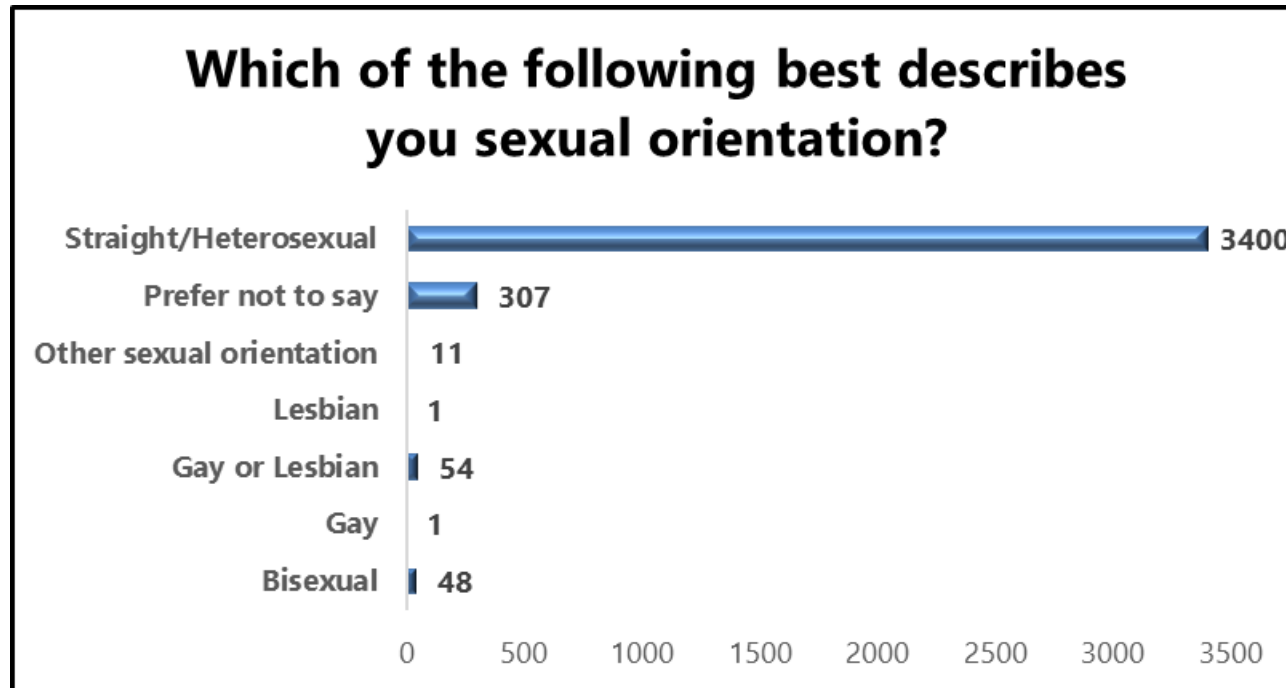 Which of the following best describes
you sexual orientation?
Straight/Heterosexual 3400
Prefer not to say 307
Other sexual orientation 11
Lesbian 1
Gay or Lesbian 54
Gay 1
Bisexual 48
0 500 1000 1500 2000 2500 3000 3500